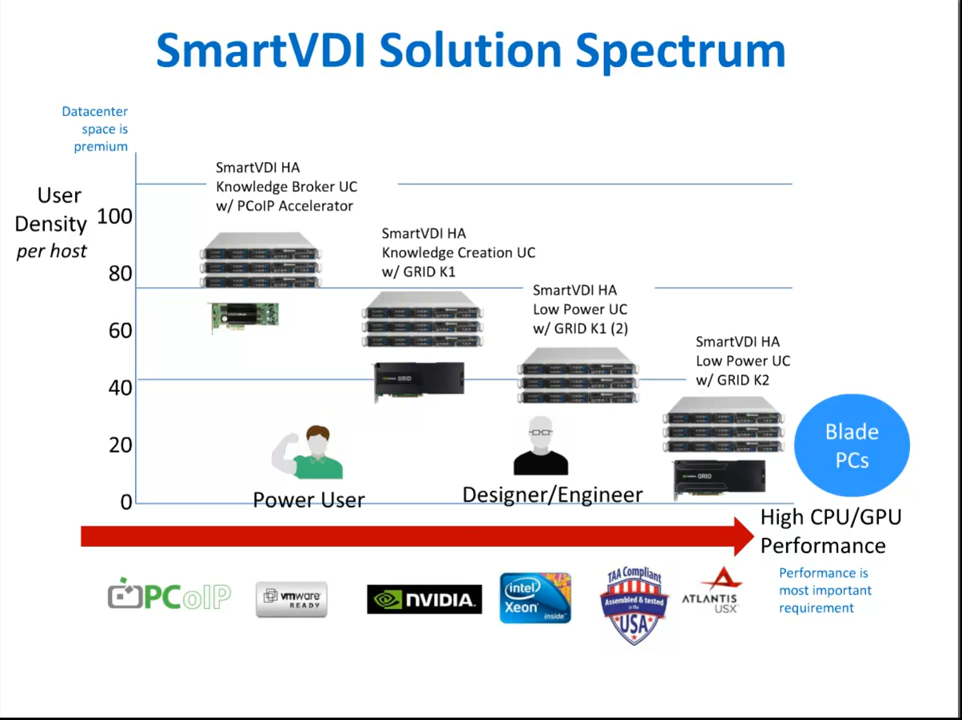 SmartVDI Solution Spectrum
Datacenter
space is
premium
User
Density
per host
100
80
60
40
20
0
SmartVDI HA
Knowledge Broker UC
w/ PCoIP Accelerator
SmartVDI HA
Knowledge Creation UC
w/ GRID K1
SmartVDI HA
Low Power UC
w/ GRID K1 (2)
SmartVDI HA
Low Power UC
w/ GRID K2
GRID
GRID
Blade
PCs
Power User
Designer/Engineer
High CPU/GPU
Performance
Performance is
most important
requirement
PCoIP
vmware
READY
NVIDIA.
intel
Xeon
inside
TAA Compliant
Assembled & tested
in the
USA
ATLANTIS
USX